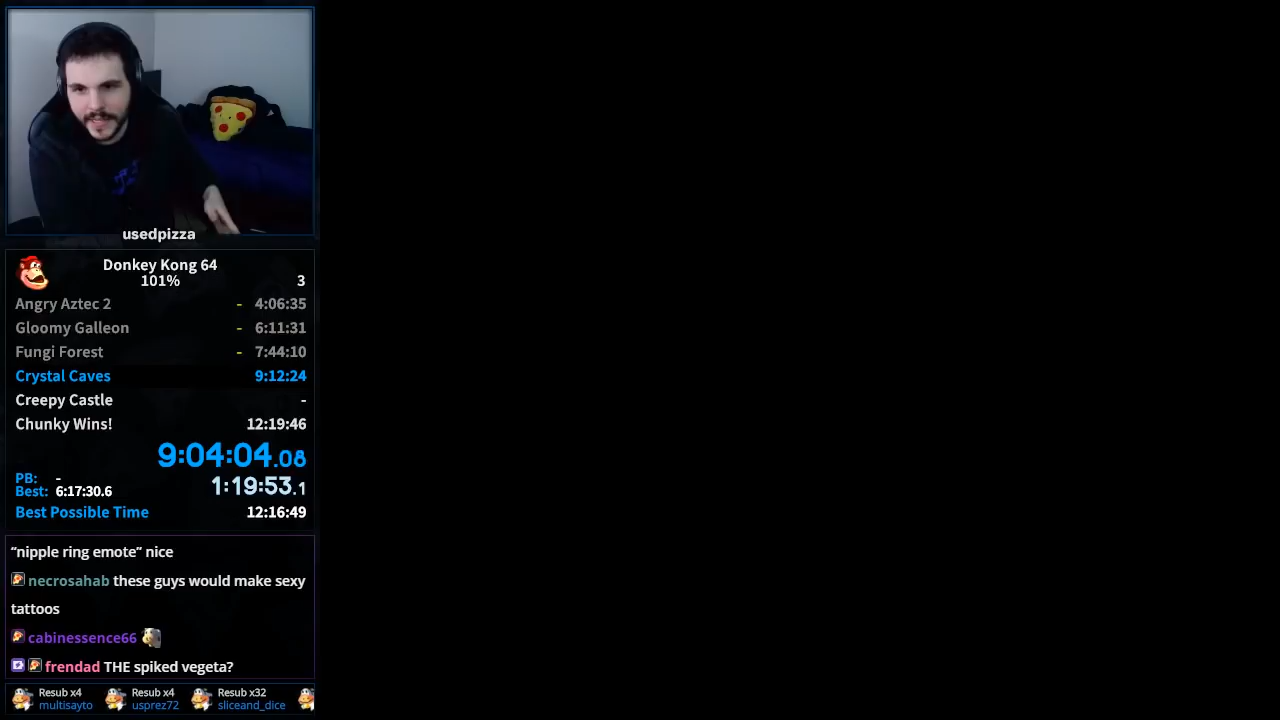 usedpizza
Donkey Kong 64
101% 3
Angry Aztec 2 - 4:06:35
Gloomy Galleon - 6:11:31
Fungi Forest - 7:44:10
Crystal Caves 9:12:24
Creepy Castle -
Chunky Wins! 12:19:46
9:04:04.08
PB: -
Best: 6:17:30.6
1:19:53.1
Best Possible Time 12:16:49
“nipple ring emote” nice
necrosahab these guys would make sexy
tattoos
cabinessence66
frendad THE spiked vegeta?
Resub x4 Resub x4 Resub x32
multisayto usprez72 sliceand_dice